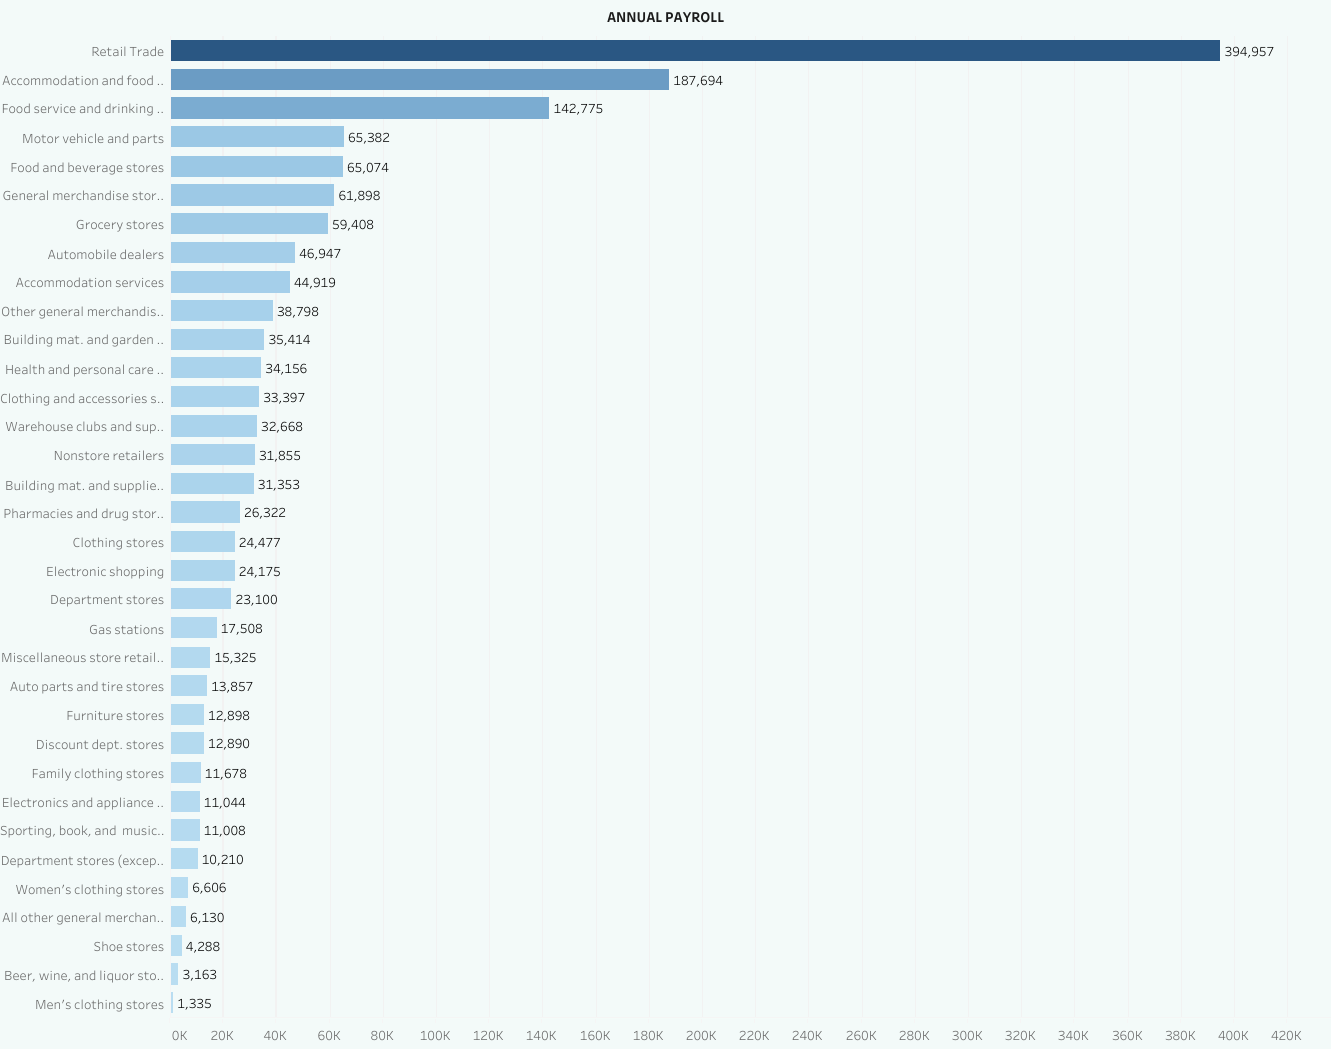 ANNUAL PAYROLL
Retail Trade 394,957
Accommodation and food .. 187,694
Food service and drinking .. 142,775
Motor vehicle and parts 65,382
Food and beverage stores 65,074
General merchandise stor.. 61,898
Grocery stores 59,408
Automobile dealers 46,947
Accommodation services 44,919
Other general merchandis.. 38,798
Building mat. and garden .. 35,414
Health and personal care .. 34,156
Clothing and accessories s.. 33,397
Warehouse clubs and sup.. 32,668
Nonstore retailers 31,855
Building mat. and supplie.. 31,353
Pharmacies and drug stor.. 26,322
Clothing stores 24,477
Electronic shopping 24,175
Department stores 23,100
Gas stations 17,508
Miscellaneous store retail.. 15,325
Auto parts and tire stores 13,857
Furniture stores 12,898
Discount dept. stores 12,890
Family clothing stores 11,678
Electronics and appliance .. 11,044
Sporting, book, and music.. 11,008
Department stores (excep.. 10,210
Women’s clothing stores 6,606
All other general merchan.. 6,130
Shoe stores 4,288
Beer, wine, and liquor sto.. 3,163
Men’s clothing stores 1,335
0K 20K 40K 60K 80K 100K 120K 140K 160K 180K 200K 220K 240K 260K 280K 300K 320K 340K 360K 380K 400K 420K